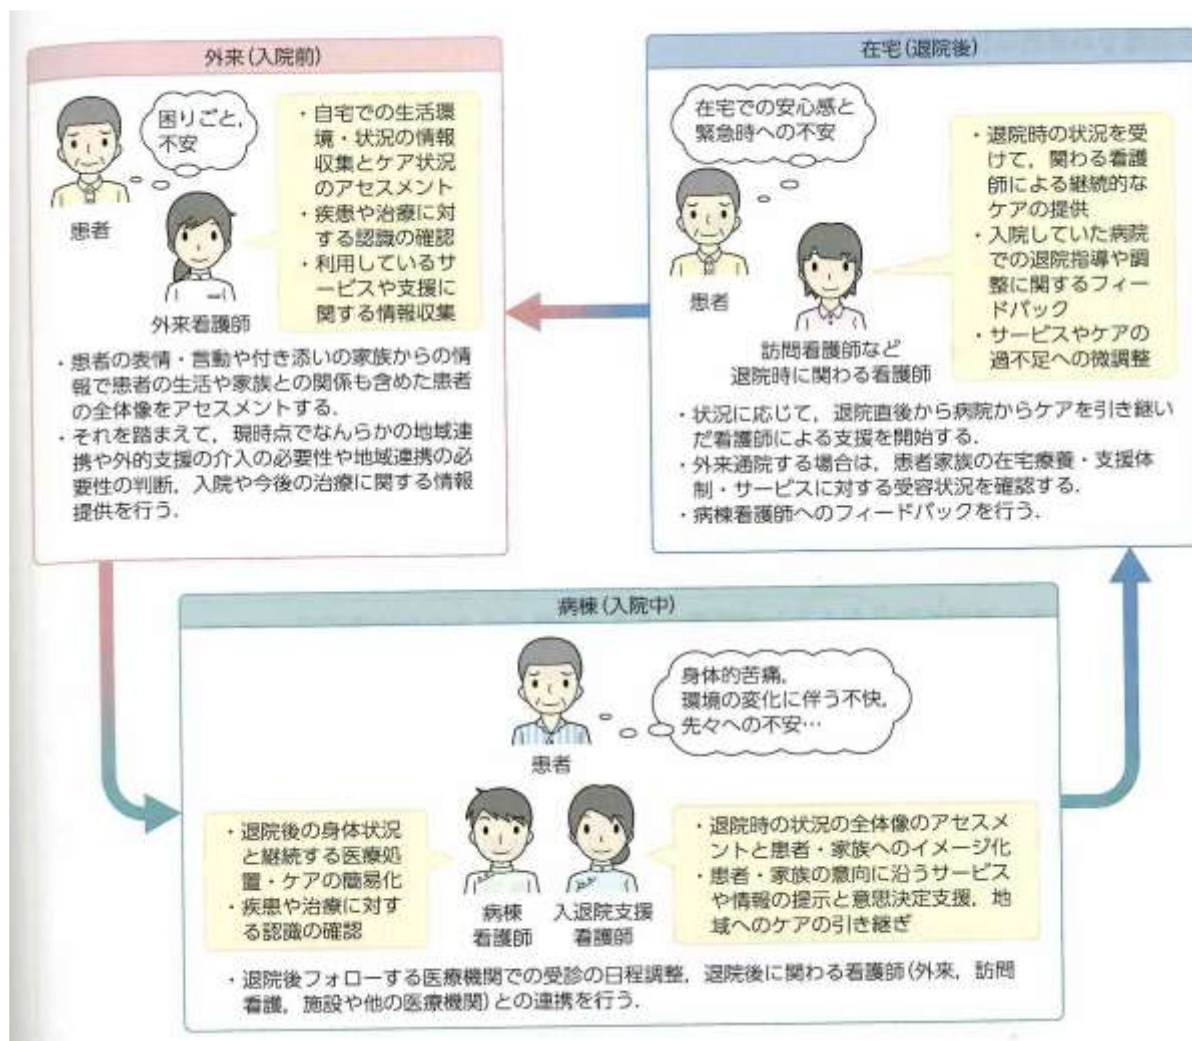 外来(入院前)
困りごと,
不安
患者
外来看護師
・自宅での生活環
境・状況の情報
収集とケア状況
のアセスメント
・疾患や治療に対
する認識の確認
・利用しているサ
ービスや支援に
関する情報収集
・患者の表情・言動や付き添いの家族からの情
報で患者の生活や家族との関係も含めた患者
の全体像をアセスメントする.
・それを踏まえて,現時点でなんらかの地域連
携や外的支援の介入の必要性や地域連携の必
要性の判断,入院や今後の治療に関する情報
提供を行う.
在宅(退院後)
在宅での安心感と
緊急時への不安
患者
訪問看護師など
退院時に関わる看護師
・退院時の状況を受
けて,関わる看護
師による継続的な
ケアの提供
・入院していた病院
での退院指導や調
整に関するフィー
ドバック
・サービスやケアの
過不足への微調整
・状況に応じて,退院直後から病院からケアを引き継い
だ看護師による支援を開始する.
・外来通院する場合は,患者家族の在宅療養・支援体
制・サービスに対する受容状況を確認する.
・病棟看護師へのフィードバックを行う.
病棟(入院中)
身体的苦痛,
環境の変化に伴う不快,
先々への不安…
患者
・退院後の身体状況
と継続する医療処
置・ケアの簡易化
・疾患や治療に対す
る認識の確認
病棟
看護師
入退院支援
看護師
・退院時の状況の全体像のアセスメ
ントと患者・家族へのイメージ化
・患者・家族の意向に沿うサービス
や情報の提示と意思決定支援,地
域へのケアの引き継ぎ
・退院後フォローする医療機関での受診の日程調整,退院後に関わる看護師(外来,訪問
看護,施設や他の医療機関)との連携を行う.